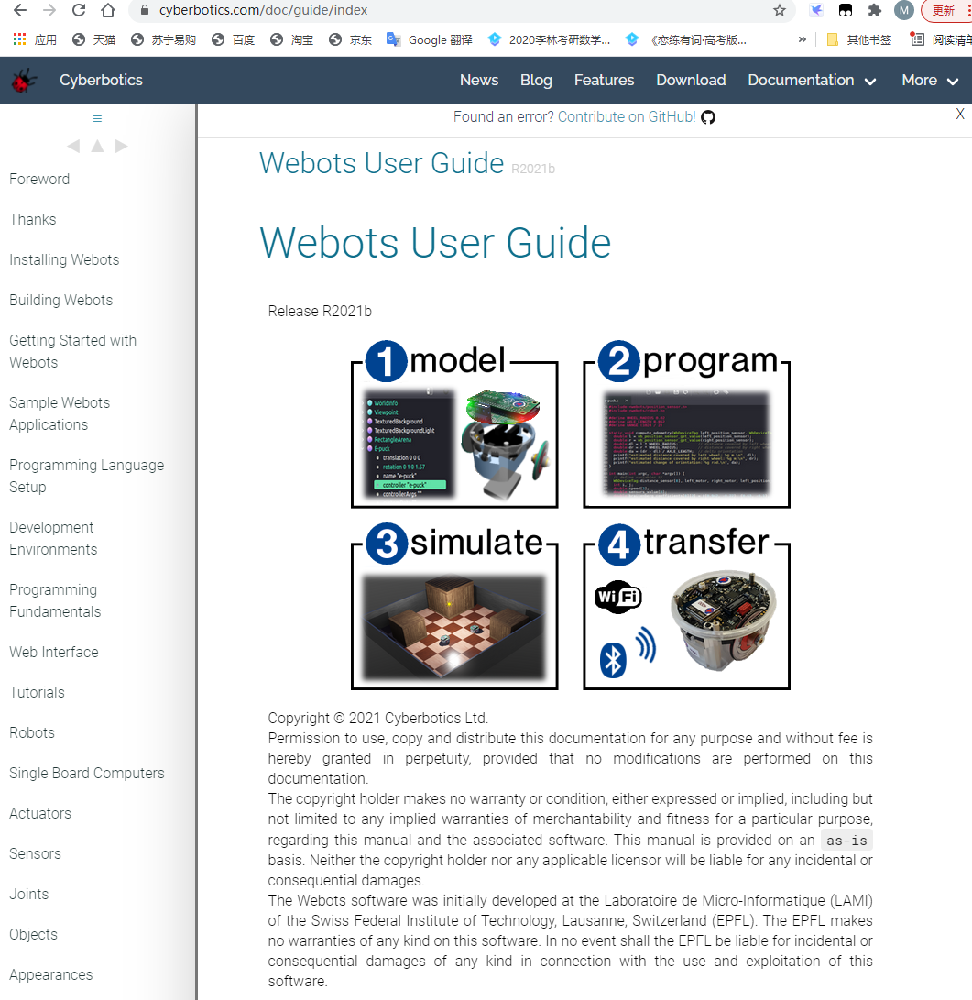 cyberbotics.com/doc/guide/index
M
更新
应用 天猫 苏宁易购 百度 淘宝 京东 Google 翻译 2020李林考研数学... 《恋练有词·高考版... » 其他书签 阅读清单
Cyberbotics News Blog Features Download Documentation More
Found an error? Contribute on GitHub! X
Foreword
Thanks
Installing Webots
Building Webots
Getting Started with
Webots
Sample Webots
Applications
Programming Language
Setup
Development
Environments
Programming
Fundamentals
Web Interface
Tutorials
Robots
Single Board Computers
Actuators
Sensors
Joints
Objects
Appearances
Webots User Guide R2021b
Webots User Guide
Release R2021b
1 model
WorldInfo
Viewpoint
TexturedBackground
TexturedBackgroundLight
RectangleArena
E-puck
translation 0 0 0
rotation 0 1 0 1.57
name "e-puck"
controller "e-puck"
controllerArgs ""
2 program
3 simulate
4 transfer
WiFi
Copyright © 2021 Cyberbotics Ltd.
Permission to use, copy and distribute this documentation for any purpose and without fee is
hereby granted in perpetuity, provided that no modifications are performed on this
documentation.
The copyright holder makes no warranty or condition, either expressed or implied, including but
not limited to any implied warranties of merchantability and fitness for a particular purpose,
regarding this manual and the associated software. This manual is provided on an as-is
basis. Neither the copyright holder nor any applicable licensor will be liable for any incidental or
consequential damages.
The Webots software was initially developed at the Laboratoire de Micro-Informatique (LAMI)
of the Swiss Federal Institute of Technology, Lausanne, Switzerland (EPFL). The EPFL makes
no warranties of any kind on this software. In no event shall the EPFL be liable for incidental or
consequential damages of any kind in connection with the use and exploitation of this
software.